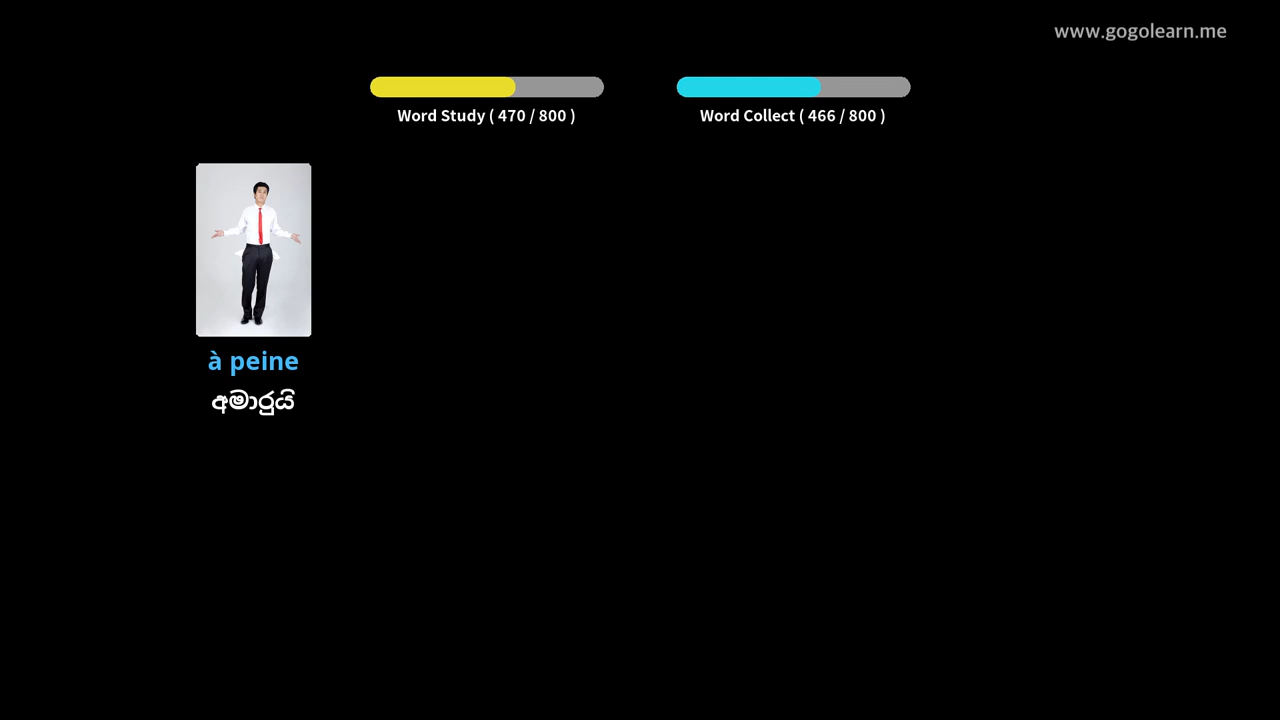 www.gogolearn.me
Word Study ( 470 / 800 )
Word Collect ( 466 / 800 )
à peine
අමාරුයි